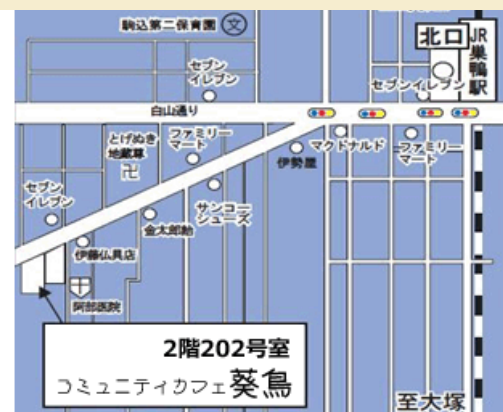 駒込第二保育園
文
北口
JR巣鴨駅
セブン
イレブン
セブンイレブン
白山通り
とげぬき
地蔵尊
卍
ファミリー
マート
伊勢屋
マクドナルド
ファミリー
マート
セブン
イレブン
サンコー
シューズ
金太郎飴
伊藤仏具店
阿部医院
2階202号室
コミュニティカフェ葵鳥
至大塚